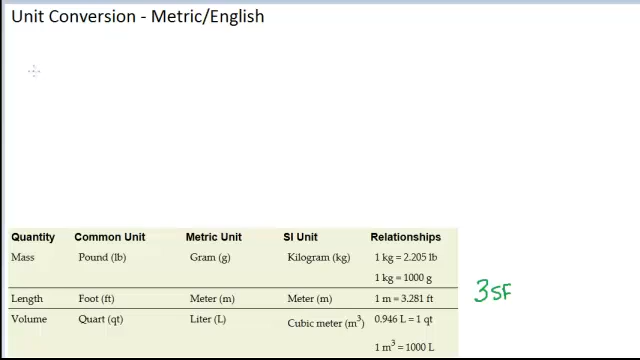 Unit Conversion - Metric/English
Quantity Common Unit Metric Unit SI Unit Relationships
Mass Pound (lb) Gram (g) Kilogram (kg) 1 kg = 2.205 lb
1 kg = 1000 g
Length Foot (ft) Meter (m) Meter (m) 1 m = 3.281 ft
3SF
Volume Quart (qt) Liter (L) Cubic meter (m³) 0.946 L = 1 qt
1 m³ = 1000 L